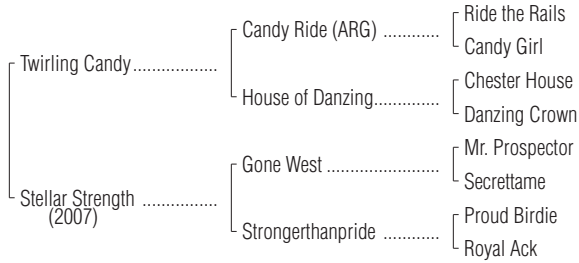 Ride the Rails
Candy Ride (ARG) ............
Candy Girl
Twirling Candy..................
Chester House
House of Danzing..............
Danzing Crown
Mr. Prospector
Gone West ........................
Secrettame
Stellar Strength ................
(2007)
Proud Birdie
Strongerthanpride ............
Royal Ack